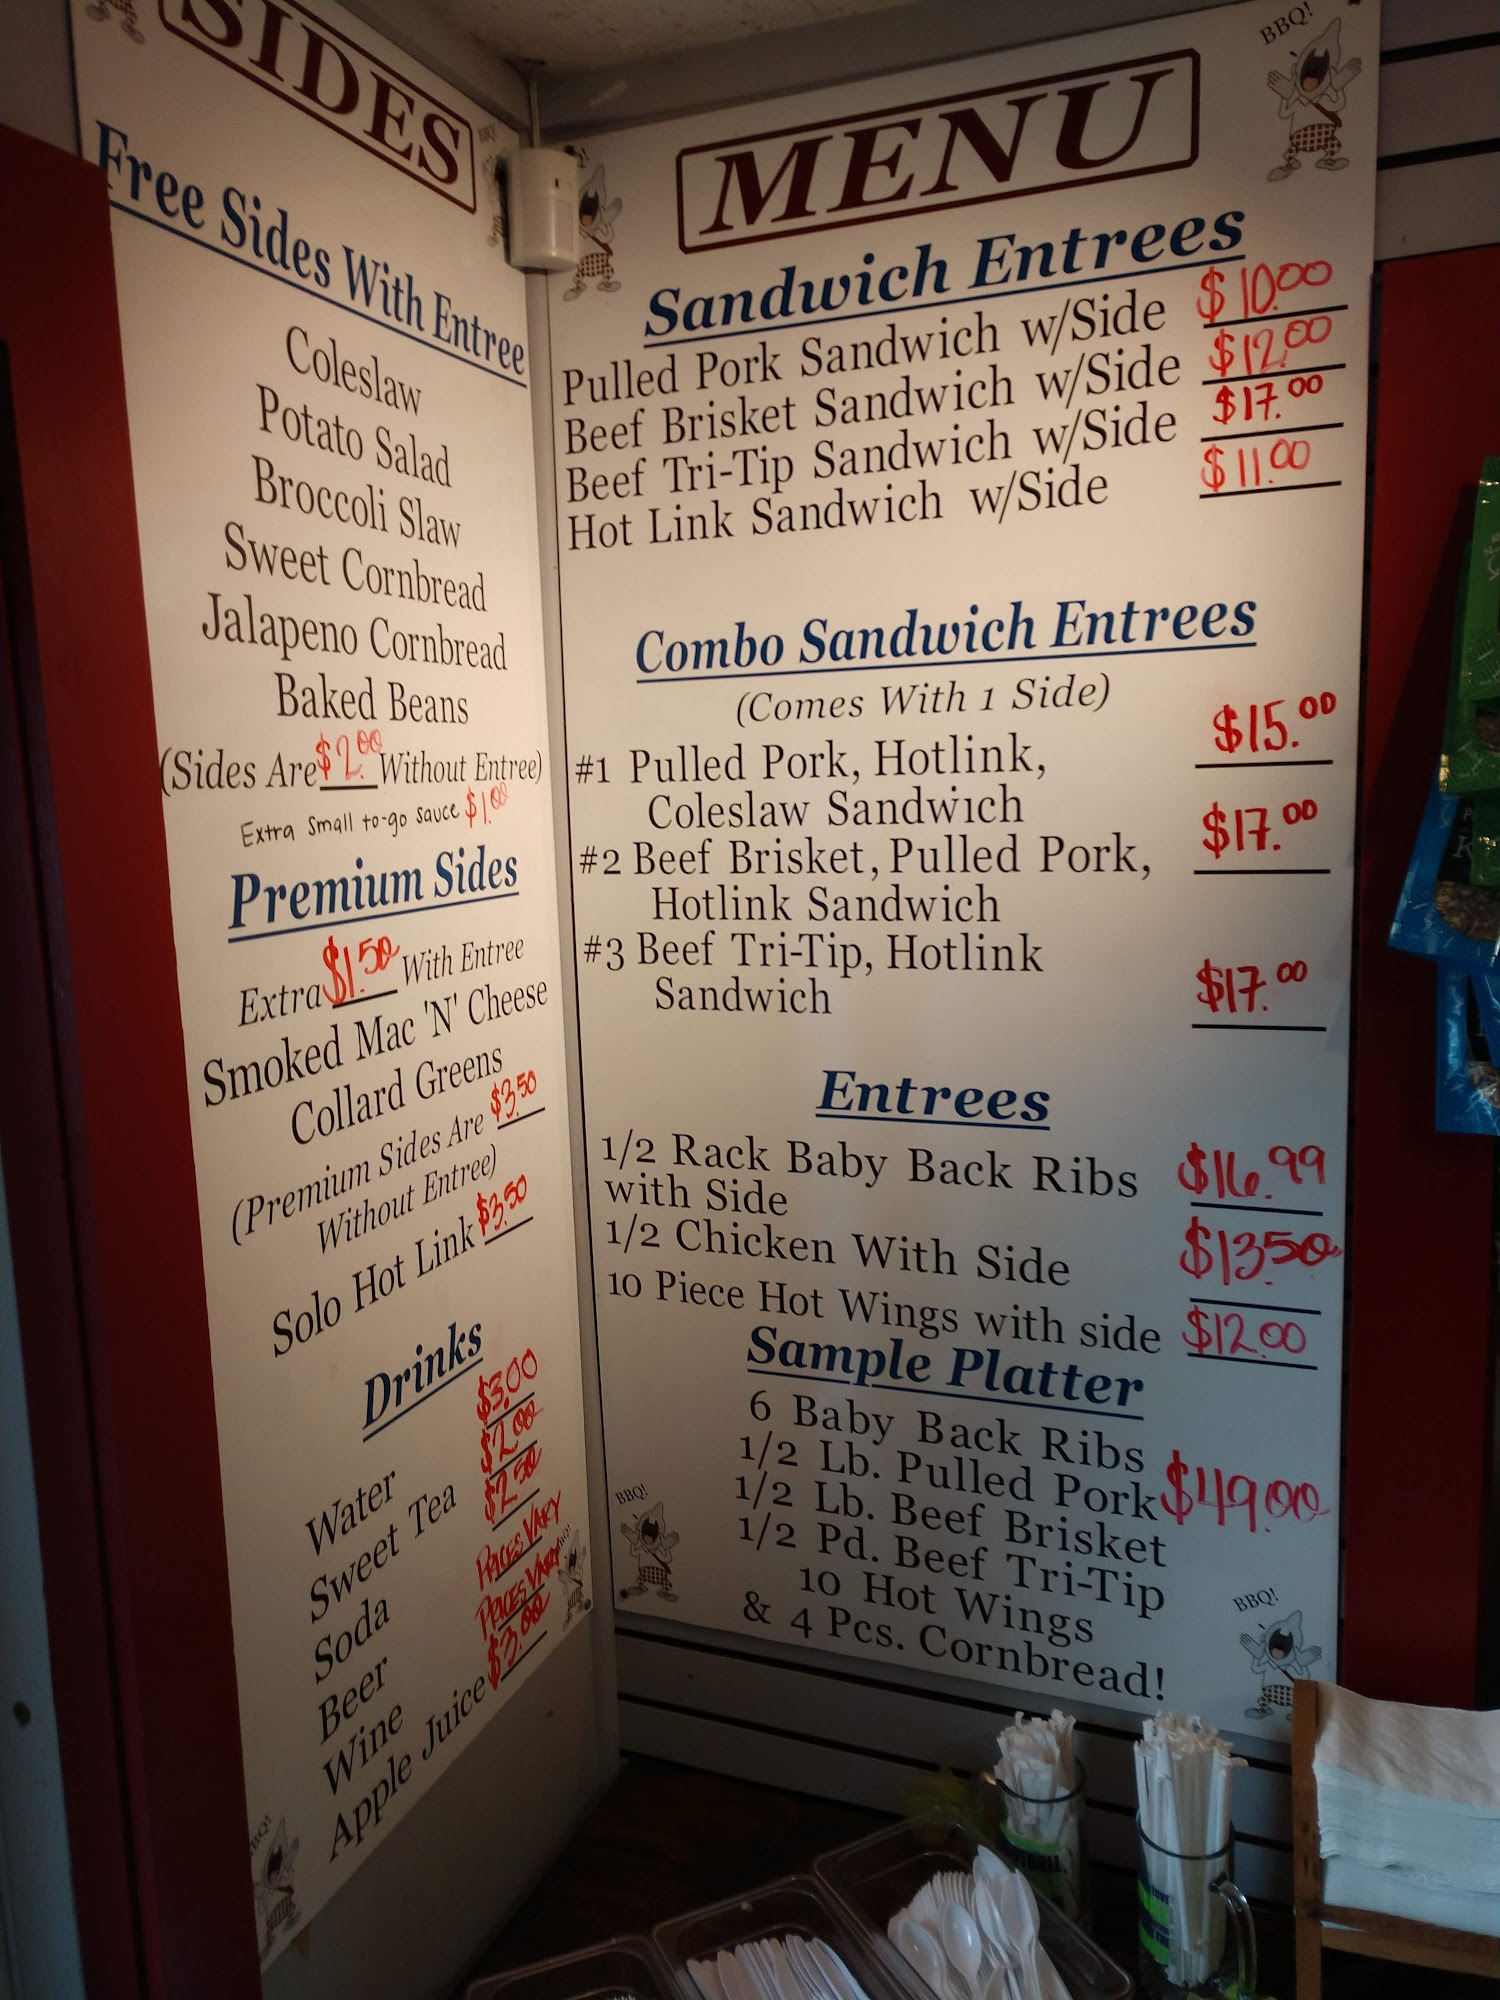 SIDES
Free Sides With Entree
Coleslaw
Potato Salad
Broccoli Slaw
Sweet Cornbread
Jalapeno Cornbread
Baked Beans
(Sides Are $2.00 Without Entree)
Extra small to-go sauce $1.00
Premium Sides
Extra $1.50 With Entree
Smoked Mac 'N' Cheese
Collard Greens
(Premium Sides Are $3.50
Without Entree)
Solo Hot Link $3.50
Drinks
Water $3.00
Sweet Tea $2.00
Soda $2.50
Beer PRICES VARY
Wine PRICES VARY
Apple Juice $3.00
BBQ!
BBQ!
BBQ!
MENU
BBQ!
Sandwich Entrees
Pulled Pork Sandwich w/Side $10.00
Beef Brisket Sandwich w/Side $12.00
Beef Tri-Tip Sandwich w/Side $17.00
Hot Link Sandwich w/Side $11.00
Combo Sandwich Entrees
(Comes With 1 Side)
#1 Pulled Pork, Hotlink, $15.00
Coleslaw Sandwich
#2 Beef Brisket, Pulled Pork, $17.00
Hotlink Sandwich
#3 Beef Tri-Tip, Hotlink
Sandwich $17.00
Entrees
1/2 Rack Baby Back Ribs $16.99
with Side
1/2 Chicken With Side $13.50
10 Piece Hot Wings with side $12.00
Sample Platter
6 Baby Back Ribs
1/2 Lb. Pulled Pork $49.00
1/2 Lb. Beef Brisket
1/2 Pd. Beef Tri-Tip
10 Hot Wings
& 4 Pcs. Cornbread!
BBQ!
BBQ!